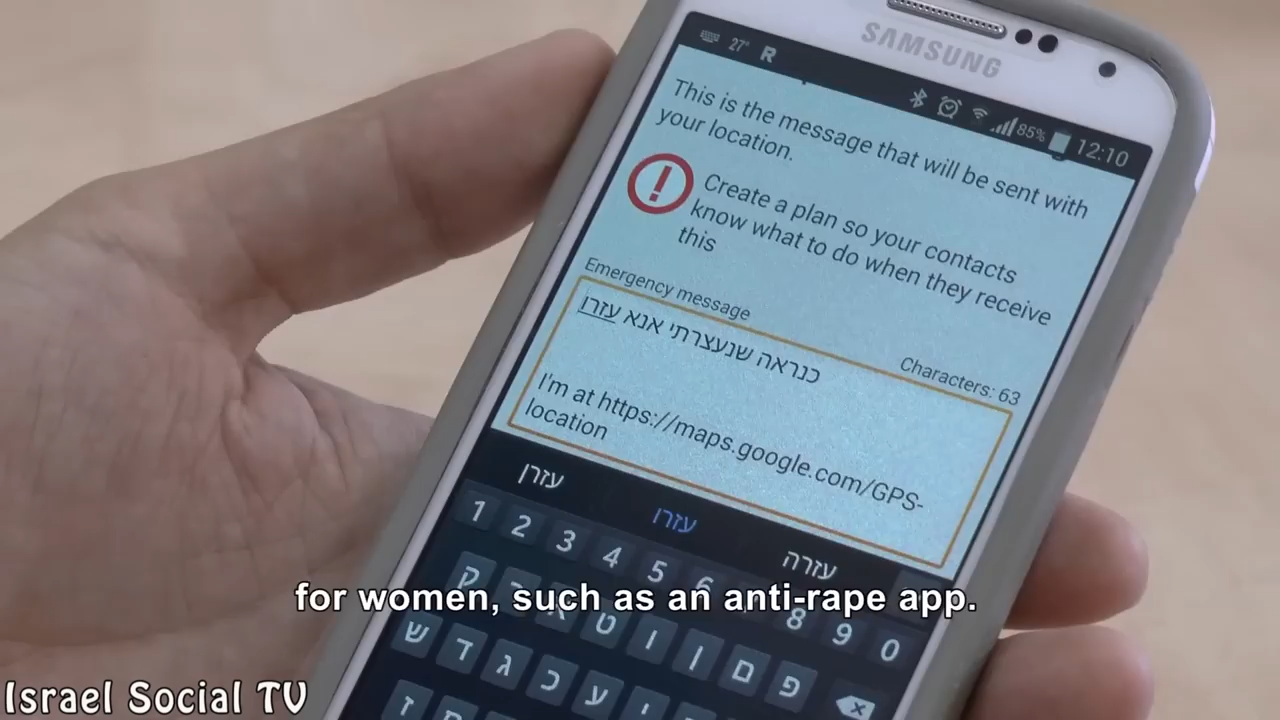 SAMSUNG
27° R
85% 12:10
This is the message that will be sent with
your location.
!
Create a plan so your contacts
know what to do when they receive
this
Emergency message
Characters: 63
כנראה שנעצרתי אנא עזרו
I'm at https://maps.google.com/GPS-
location
עזרן עזרו עזרה
1 2 3 4 5 6 8 9 0
ק ט ו ן ם פ
ש ד ג כ ע
ז
for women, such as an anti-rape app.
Israel Social TV